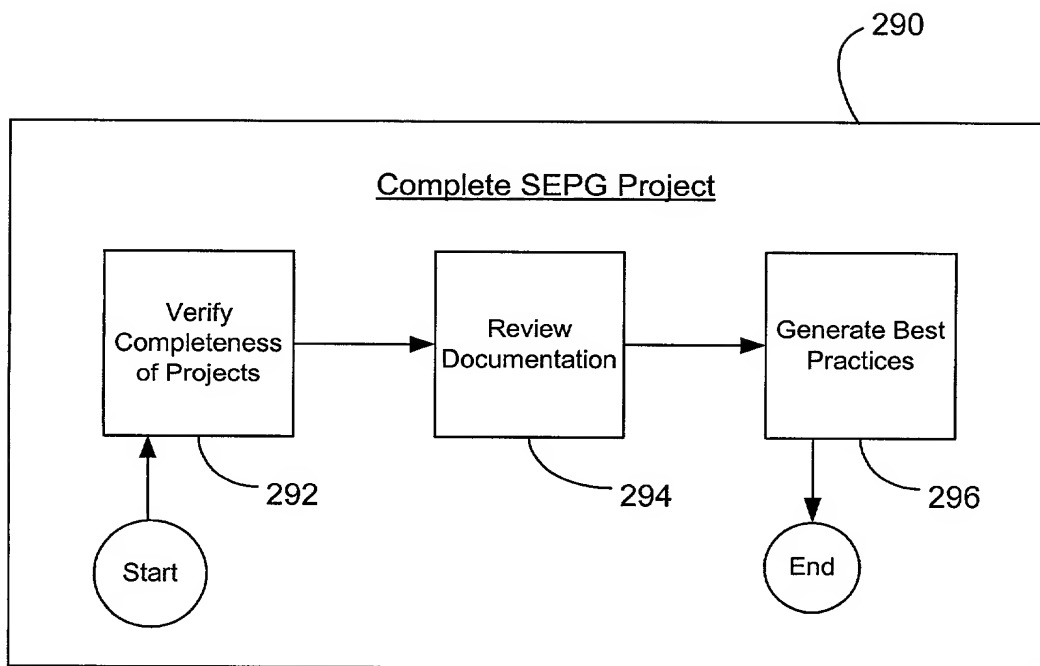 290
Complete SEPG Project
Verify
Completeness
of Projects
Review
Documentation
Generate Best
Practices
292
294
296
Start
End